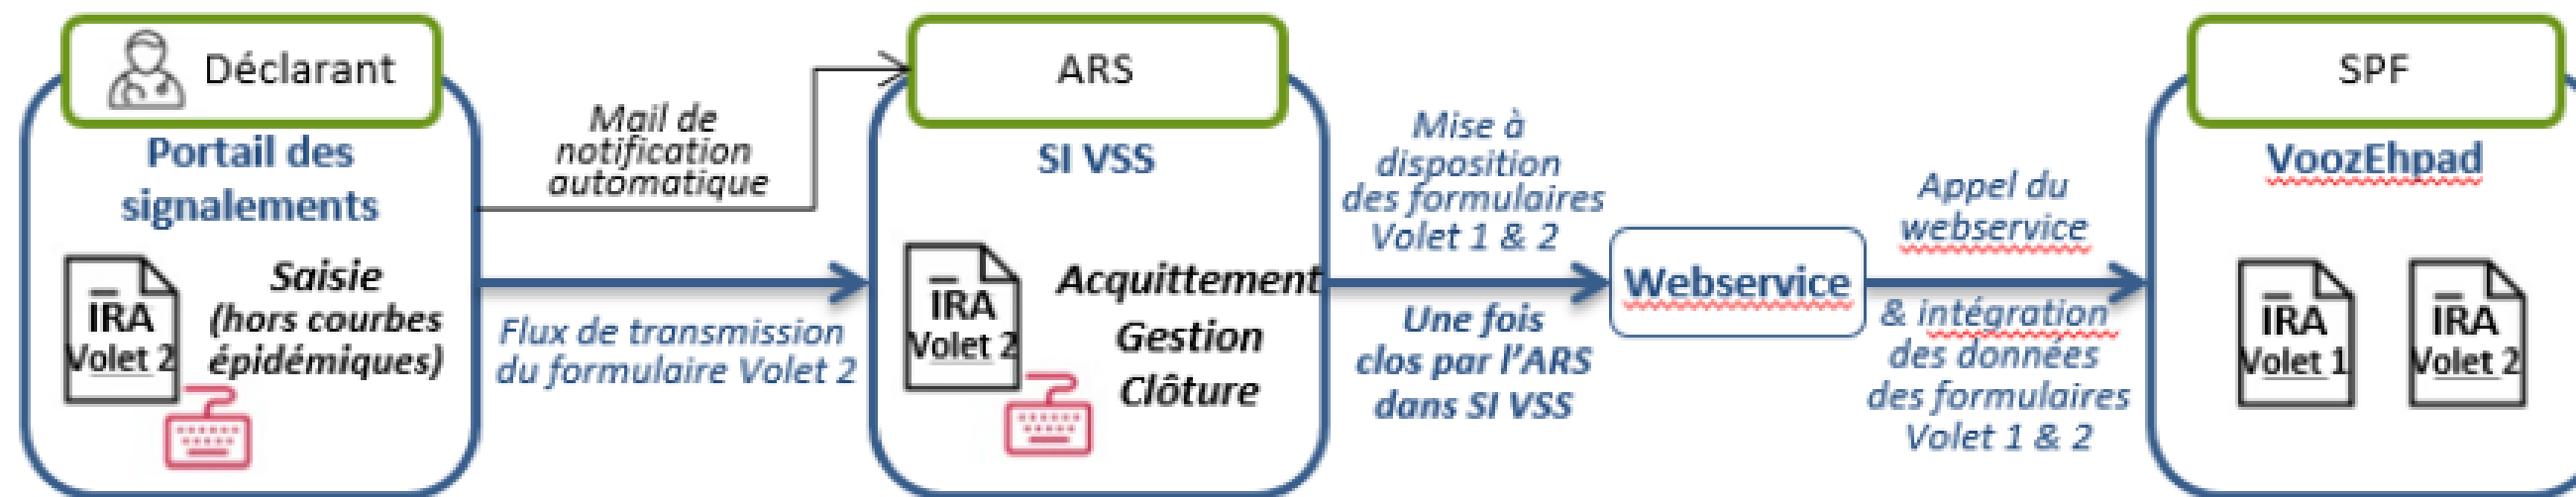 Déclarant
Portail des
signalements
IRA
Volet 2
Saisie
(hors courbes
épidémiques)
Mail de
notification
automatique
Flux de transmission
du formulaire Volet 2
ARS
SI VSS
IRA
Volet 2
Acquittement
Gestion
Clôture
Mise à
disposition
des formulaires
Volet 1 & 2
Une fois
clos par l'ARS
dans SI VSS
Webservice
Appel du
webservice
& intégration
des données
des formulaires
Volet 1 & 2
SPF
VoozEhpad
IRA
Volet 1
IRA
Volet 2